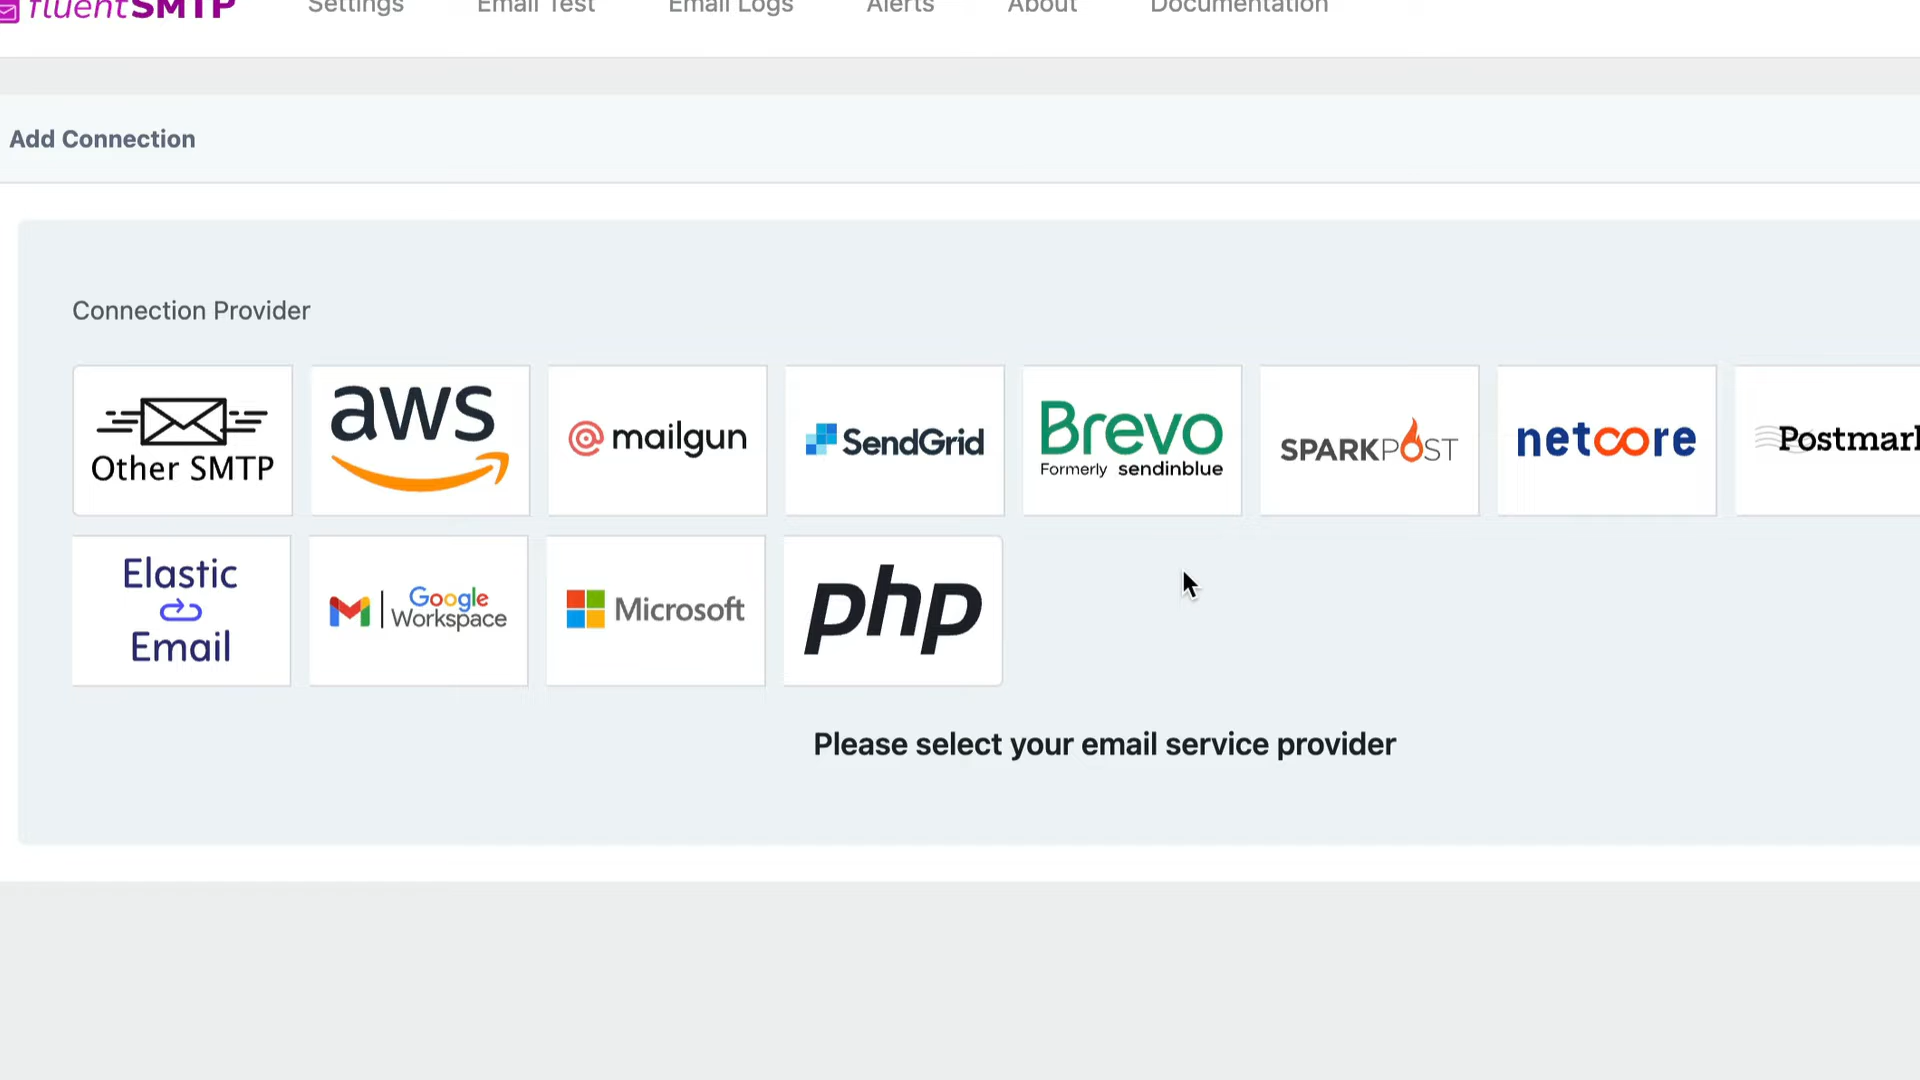 fluentSMTP Settings Email Test Email Logs Alerts About Documentation
Add Connection
Connection Provider
Other SMTP
aws
mailgun
SendGrid
Brevo
Formerly sendinblue
SPARKPOST
netcore
Postmark
Elastic
Email
Google
Workspace
Microsoft
php
Please select your email service provider